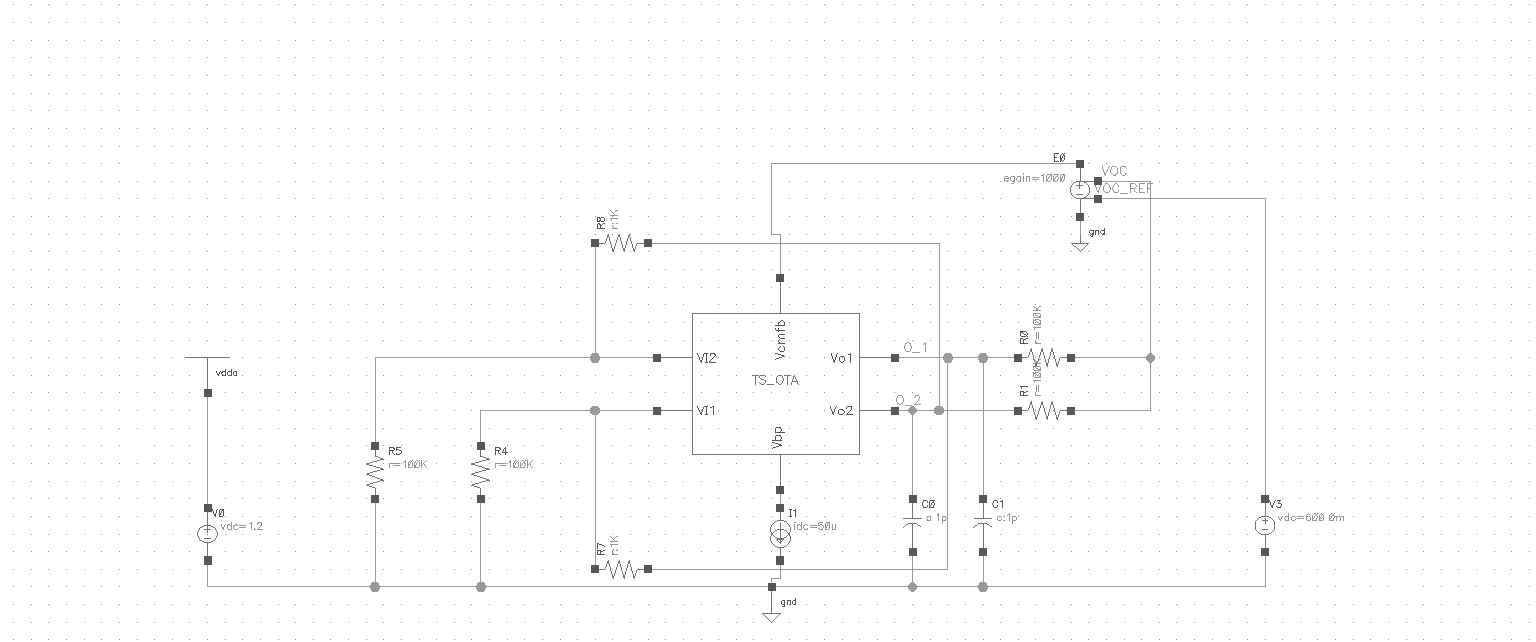 E0
VOC
egain=1000
VOC_REF
gnd
R8
r:1K
Vcmfb
R0
r=100K
O_1
VI2
Vo1
vdda
TS_OTA
R1
r=100K
O_2
VI1
Vo2
Vbp
R5
r=100K
R4
r=100K
V0
vdc=1.2
I1
idc=50u
C0
c:1p
C1
c:1p
V3
vdc=600.0m
R7
r:1K
gnd